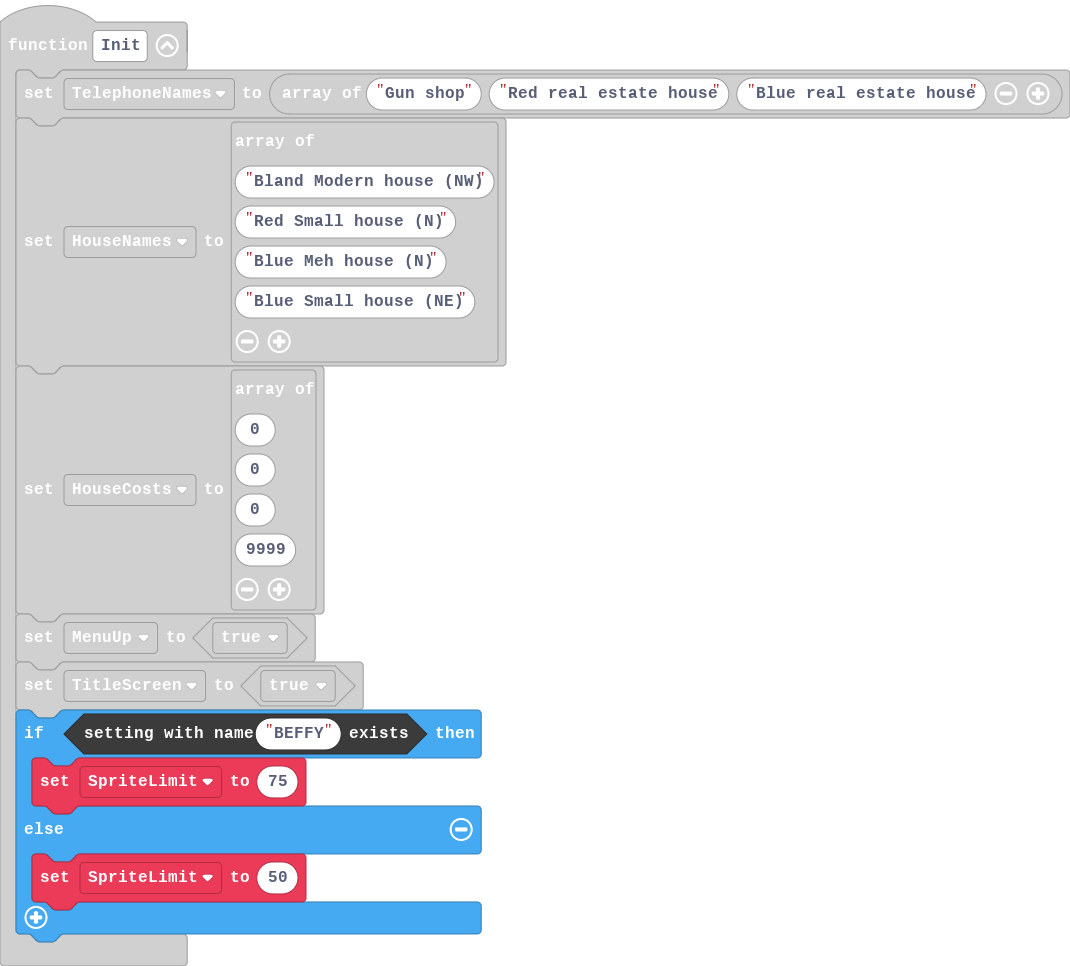 function Init
set TelephoneNames to array of "Gun shop" "Red real estate house" "Blue real estate house"
array of
"Bland Modern house (NW)"
"Red Small house (N)"
set HouseNames to
"Blue Meh house (N)"
"Blue Small house (NE)"
array of
0
0
set HouseCosts to
0
9999
set MenuUp to true
set TitleScreen to true
if setting with name "BEFFY" exists then
set SpriteLimit to 75
else
set SpriteLimit to 50